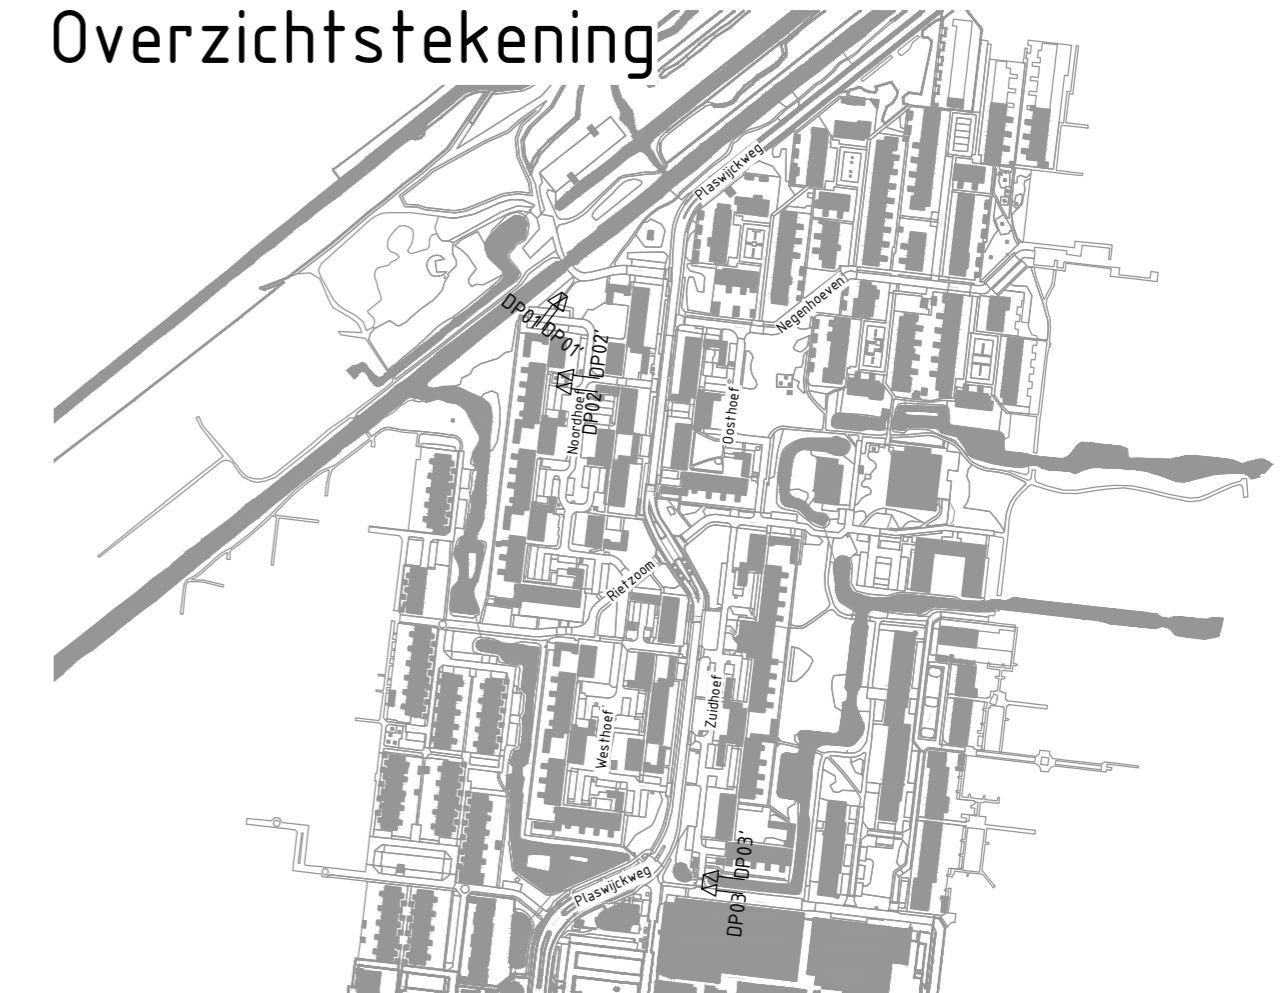 Overzichtstekening
Plaswijckweg
Negenhoeven
DP01
DP01'
DP02'
DP02
Noordhoef
Oosthoef
Rietzoom
Zuidhoef
Westhoef
DP03'
Plaswijckweg
DP03